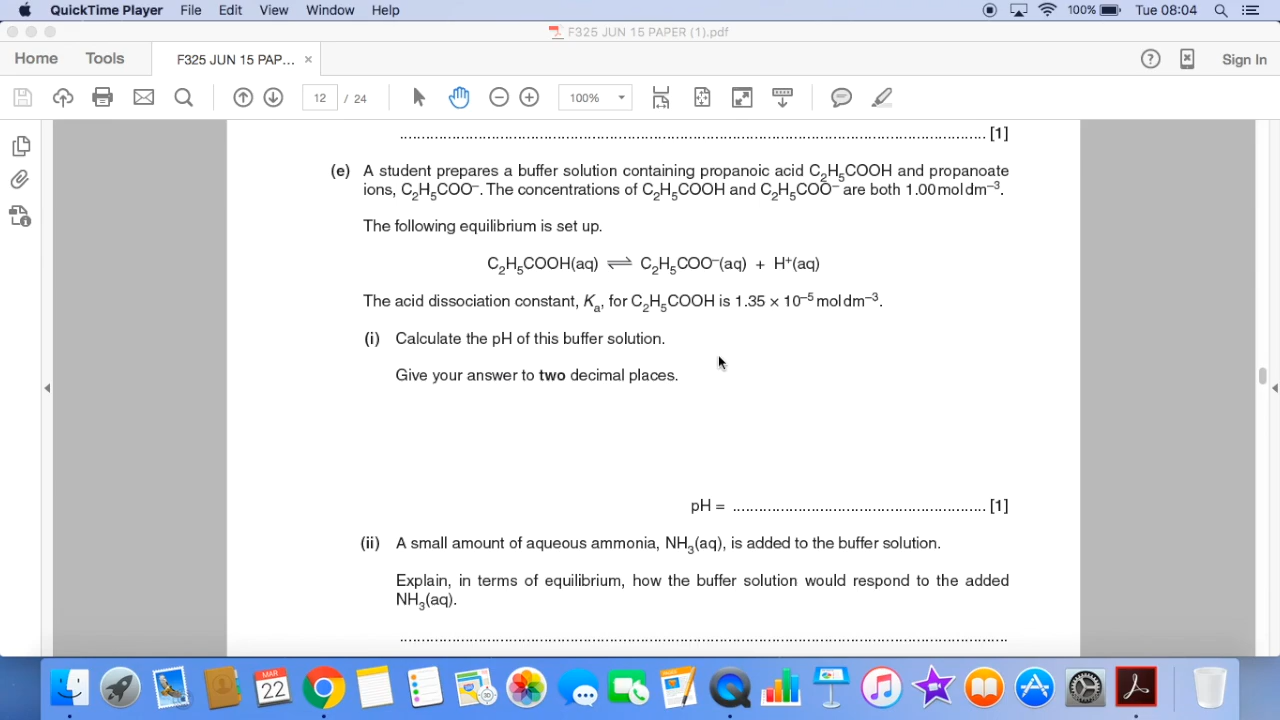 QuickTime Player File Edit View Window Help 100% Tue 08:04
F325 JUN 15 PAPER (1).pdf
Home Tools F325 JUN 15 PAP... × Sign In
12 / 24 100%
[1]
(e) A student prepares a buffer solution containing propanoic acid C₂H₅COOH and propanoate
ions, C₂H₅COO⁻. The concentrations of C₂H₅COOH and C₂H₅COO⁻ are both 1.00 mol dm⁻³.
The following equilibrium is set up.
C₂H₅COOH(aq) ⇌ C₂H₅COO⁻(aq) + H⁺(aq)
The acid dissociation constant, Kₐ, for C₂H₅COOH is 1.35 × 10⁻⁵ mol dm⁻³.
(i) Calculate the pH of this buffer solution.
Give your answer to two decimal places.
pH = ........................................................ [1]
(ii) A small amount of aqueous ammonia, NH₃(aq), is added to the buffer solution.
Explain, in terms of equilibrium, how the buffer solution would respond to the added
NH₃(aq).
MAR
22